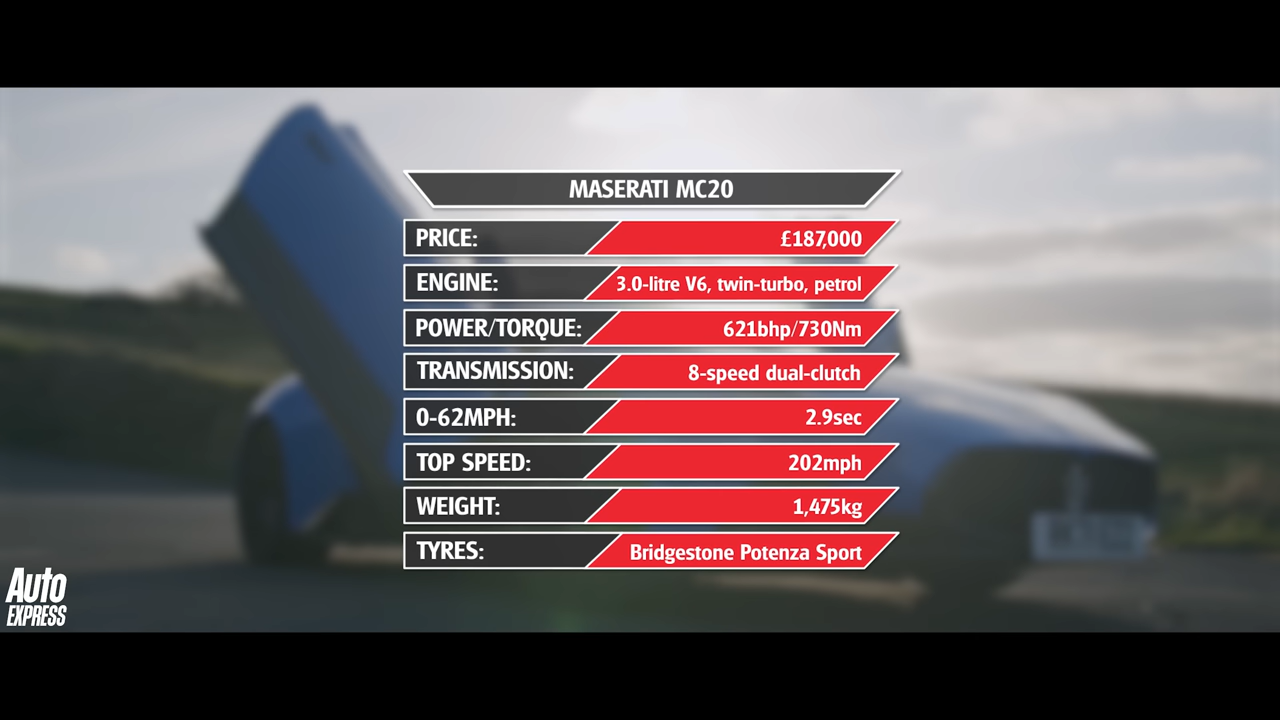 MASERATI MC20
PRICE: £187,000
ENGINE: 3.0-litre V6, twin-turbo, petrol
POWER/TORQUE: 621bhp/730Nm
TRANSMISSION: 8-speed dual-clutch
0-62MPH: 2.9sec
TOP SPEED: 202mph
WEIGHT: 1,475kg
TYRES: Bridgestone Potenza Sport
Auto
EXPRESS